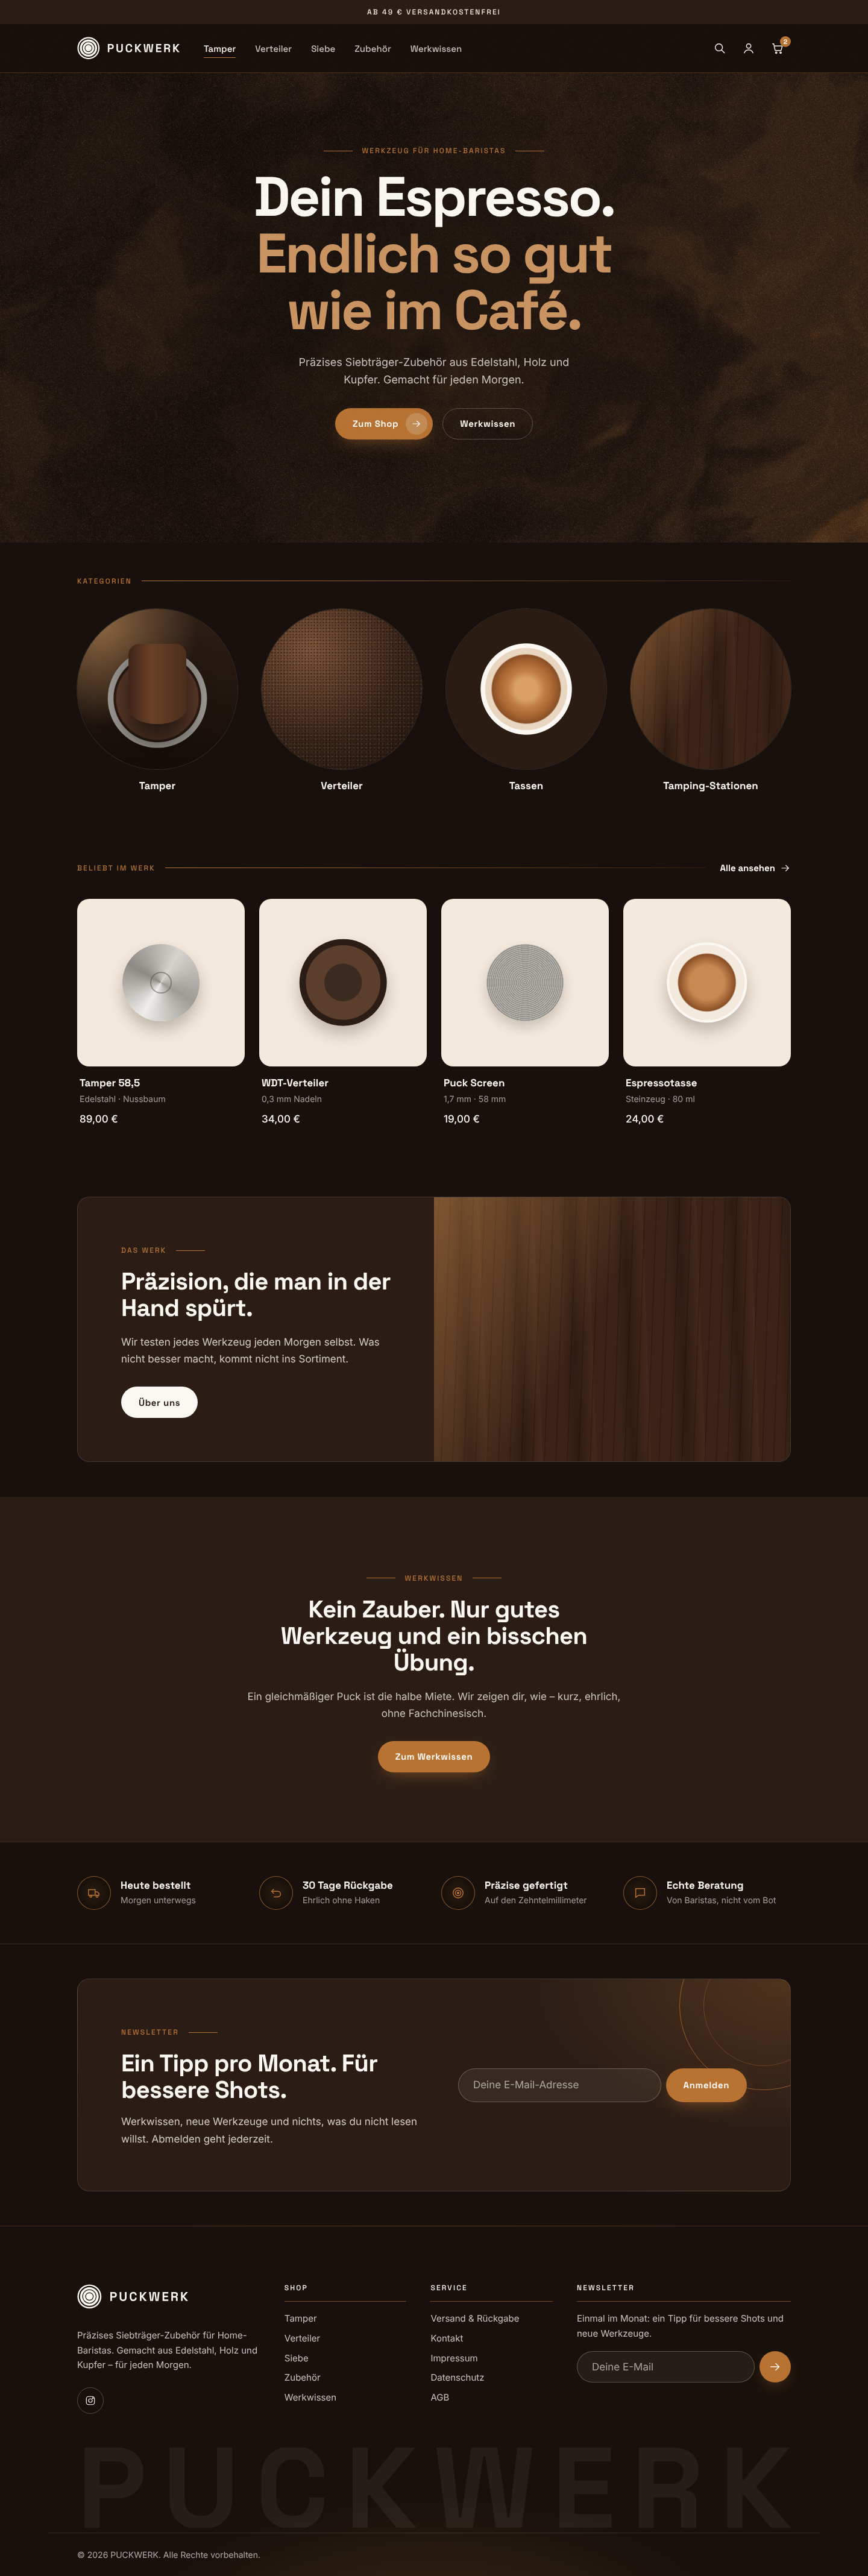 AB 49 € VERSANDKOSTENFREI
PUCKWERK
Tamper
Verteiler
Siebe
Zubehör
Werkwissen
2
WERKZEUG FÜR HOME-BARISTAS
Dein Espresso.
Endlich so gut
wie im Café.
Präzises Siebträger-Zubehör aus Edelstahl, Holz und
Kupfer. Gemacht für jeden Morgen.
Zum Shop
Werkwissen
KATEGORIEN
Tamper
Verteiler
Tassen
Tamping-Stationen
BELIEBT IM WERK
Alle ansehen
Tamper 58,5
Edelstahl · Nussbaum
89,00 €
WDT-Verteiler
0,3 mm Nadeln
34,00 €
Puck Screen
1,7 mm · 58 mm
19,00 €
Espressotasse
Steinzeug · 80 ml
24,00 €
DAS WERK
Präzision, die man in der
Hand spürt.
Wir testen jedes Werkzeug jeden Morgen selbst. Was
nicht besser macht, kommt nicht ins Sortiment.
Über uns
WERKWISSEN
Kein Zauber. Nur gutes
Werkzeug und ein bisschen
Übung.
Ein gleichmäßiger Puck ist die halbe Miete. Wir zeigen dir, wie – kurz, ehrlich,
ohne Fachchinesisch.
Zum Werkwissen
Heute bestellt
Morgen unterwegs
30 Tage Rückgabe
Ehrlich ohne Haken
Präzise gefertigt
Auf den Zehntelmillimeter
Echte Beratung
Von Baristas, nicht vom Bot
NEWSLETTER
Ein Tipp pro Monat. Für
bessere Shots.
Werkwissen, neue Werkzeuge und nichts, was du nicht lesen
willst. Abmelden geht jederzeit.
Deine E-Mail-Adresse
Anmelden
PUCKWERK
Präzises Siebträger-Zubehör für Home-
Baristas. Gemacht aus Edelstahl, Holz und
Kupfer – für jeden Morgen.
SHOP
Tamper
Verteiler
Siebe
Zubehör
Werkwissen
SERVICE
Versand & Rückgabe
Kontakt
Impressum
Datenschutz
AGB
NEWSLETTER
Einmal im Monat: ein Tipp für bessere Shots und
neue Werkzeuge.
Deine E-Mail
PUCKWERK
© 2026 PUCKWERK. Alle Rechte vorbehalten.